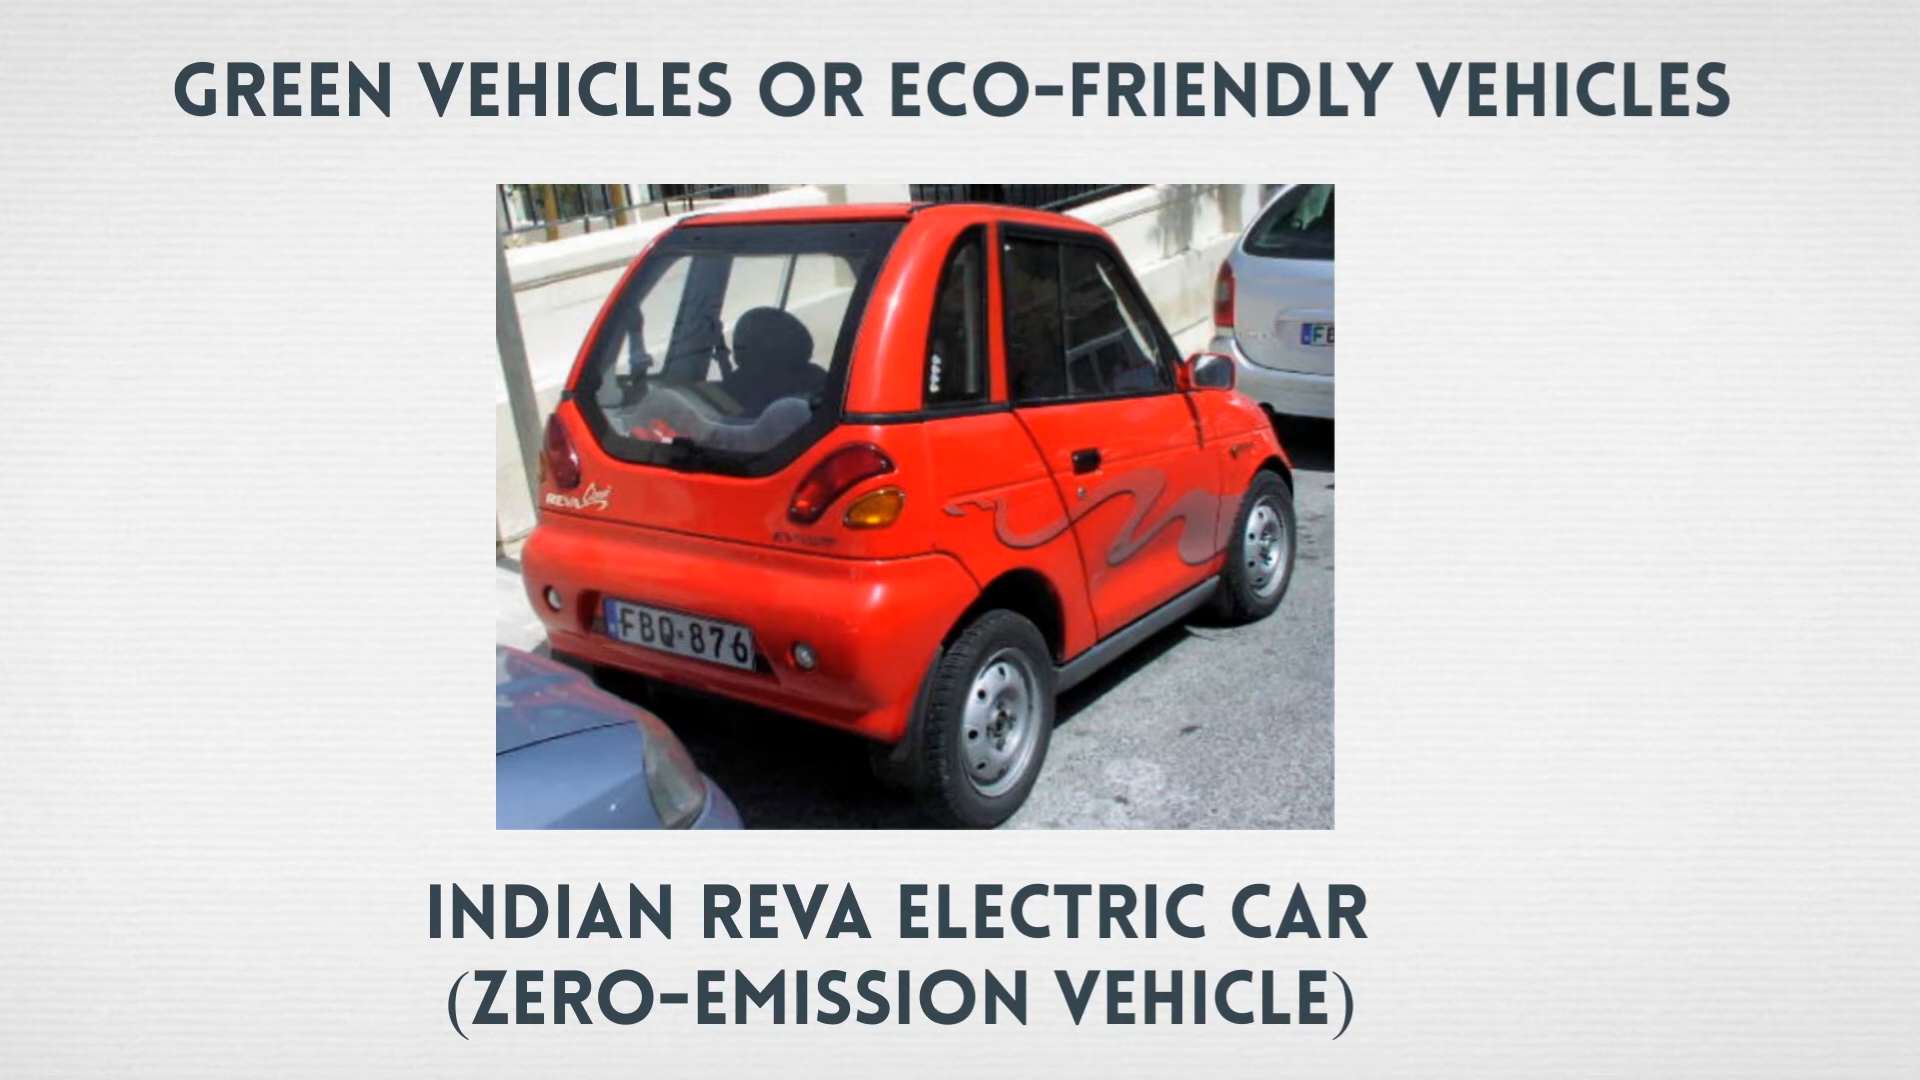 GREEN VEHICLES OR ECO-FRIENDLY VEHICLES
REVA
FBQ·876
INDIAN REVA ELECTRIC CAR
(ZERO-EMISSION VEHICLE)